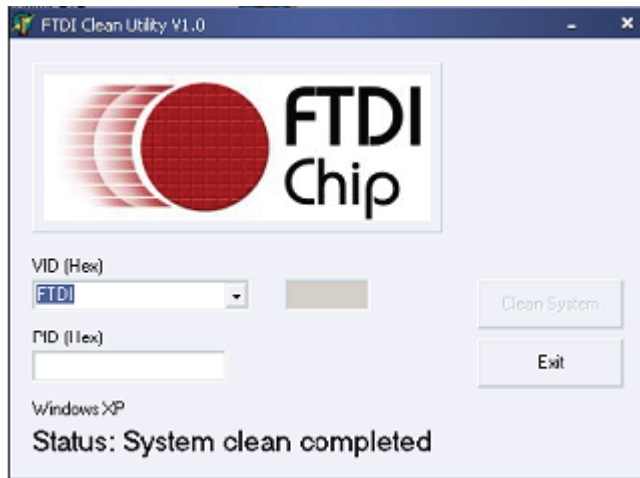 FTDI Clean Utility V1.0
FTDI
Chip
VID (Hex)
FTDI
Clean System
PID (Hex)
Exit
Windows XP
Status: System clean completed